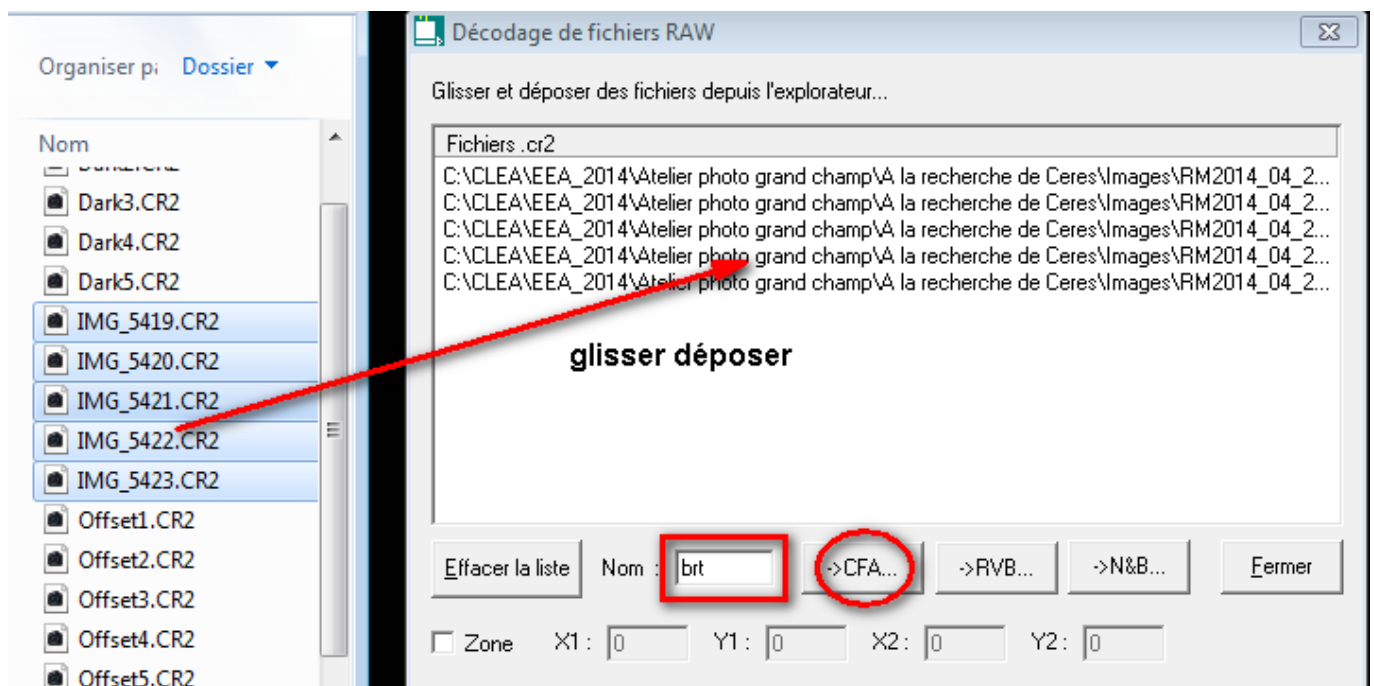 Organiser pa Dossier
Nom
Dark3.CR2
Dark4.CR2
Dark5.CR2
IMG_5419.CR2
IMG_5420.CR2
IMG_5421.CR2
IMG_5422.CR2
IMG_5423.CR2
Offset1.CR2
Offset2.CR2
Offset3.CR2
Offset4.CR2
Offset5.CR2
Décodage de fichiers RAW
Glisser et déposer des fichiers depuis l'explorateur...
Fichiers .cr2
C:\CLEA\EEA_2014\Atelier photo grand champ\A la recherche de Ceres\Images\RM2014_04_2...
C:\CLEA\EEA_2014\Atelier photo grand champ\A la recherche de Ceres\Images\RM2014_04_2...
C:\CLEA\EEA_2014\Atelier photo grand champ\A la recherche de Ceres\Images\RM2014_04_2...
C:\CLEA\EEA_2014\Atelier photo grand champ\A la recherche de Ceres\Images\RM2014_04_2...
C:\CLEA\EEA_2014\Atelier photo grand champ\A la recherche de Ceres\Images\RM2014_04_2...
glisser déposer
Effacer la liste Nom : brt ->CFA... ->RVB... ->N&B... Fermer
Zone X1 : 0 Y1 : 0 X2 : 0 Y2 : 0